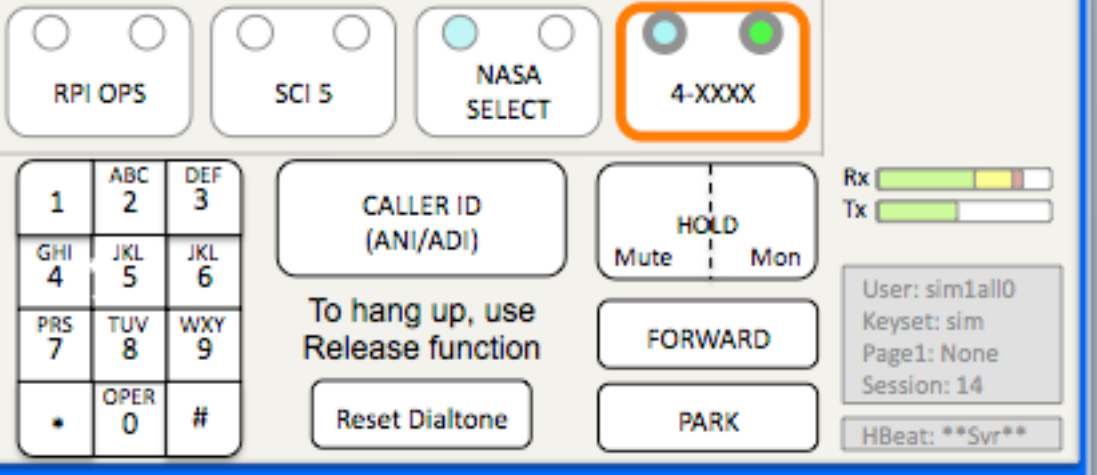 RPI OPS
SCI 5
NASA
SELECT
4-XXXX
1
ABC
2
DEF
3
GHI
4
JKL
5
JKL
6
PRS
7
TUV
8
WXY
9
*
OPER
0
#
CALLER ID
(ANI/ADI)
To hang up, use
Release function
Reset Dialtone
HOLD
Mute
Mon
FORWARD
PARK
Rx
Tx
User: sim1all0
Keyset: sim
Page1: None
Session: 14
HBeat: **Svr**